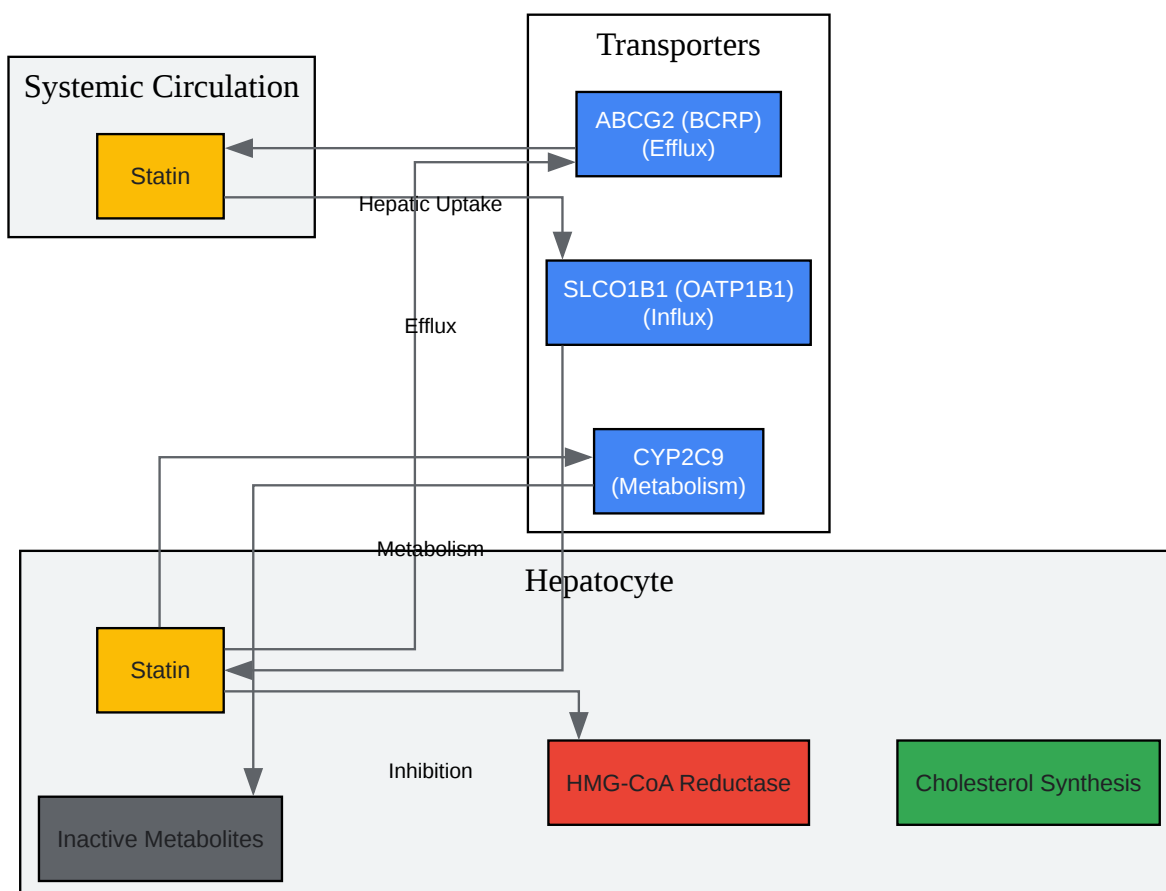 Transporters
Systemic Circulation
ABCG2 (BCRP)
(Efflux)
Statin
Hepatic Uptake
SLCO1B1 (OATP1B1)
(Influx)
Efflux
CYP2C9
(Metabolism)
Metabolism
Hepatocyte
Statin
Inhibition
HMG-CoA Reductase
Cholesterol Synthesis
Inactive Metabolites